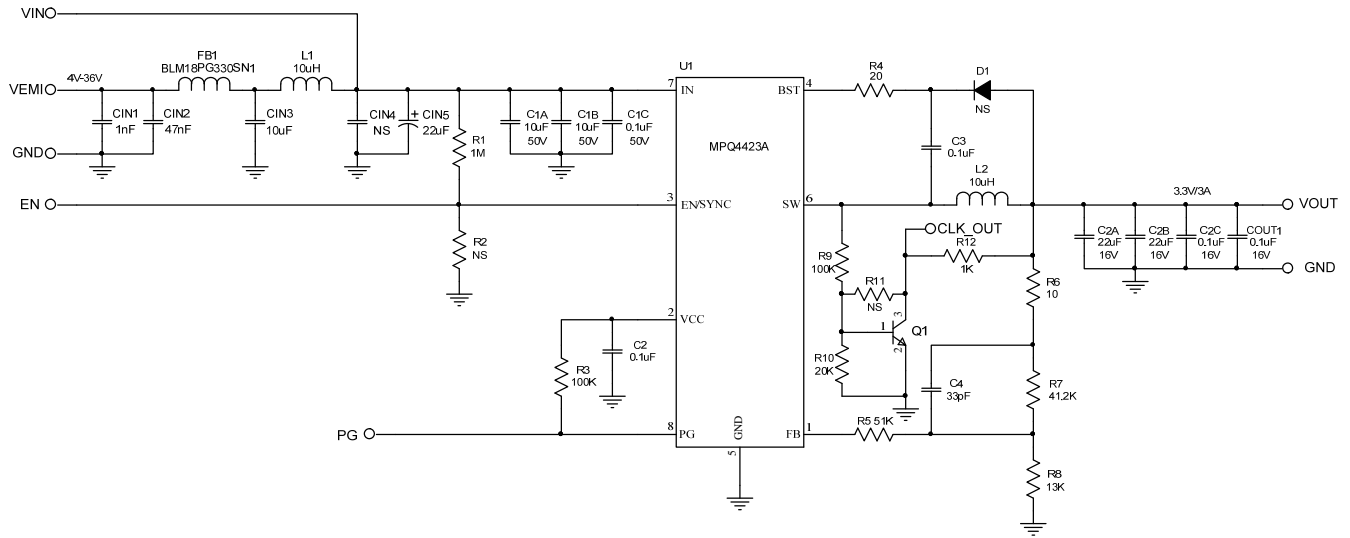 VIN
FB1
BLM18PG330SN1
L1
10uH
4V-36V
VEMI
GND
CIN1
1nF
CIN2
47nF
CIN3
10uF
CIN4
NS
CIN5
22uF
R1
1M
C1A
10uF
50V
C1B
10uF
50V
C1C
0.1uF
50V
EN
R2
NS
C2
0.1uF
R3
100K
PG
U1
MPQ4423A
7
IN
3
EN/SYNC
2
VCC
8
PG
GND
5
4
BST
6
SW
1
FB
R4
20
D1
NS
C3
0.1uF
L2
10uH
3.3V/3A
VOUT
GND
CLK_OUT
R12
1K
R9
100K
R11
NS
R10
20K
1
3
2
Q1
C2A
22uF
16V
C2B
22uF
16V
C2C
0.1uF
16V
COUT1
0.1uF
16V
R6
10
C4
33pF
R7
41.2K
R5 51K
R8
13K